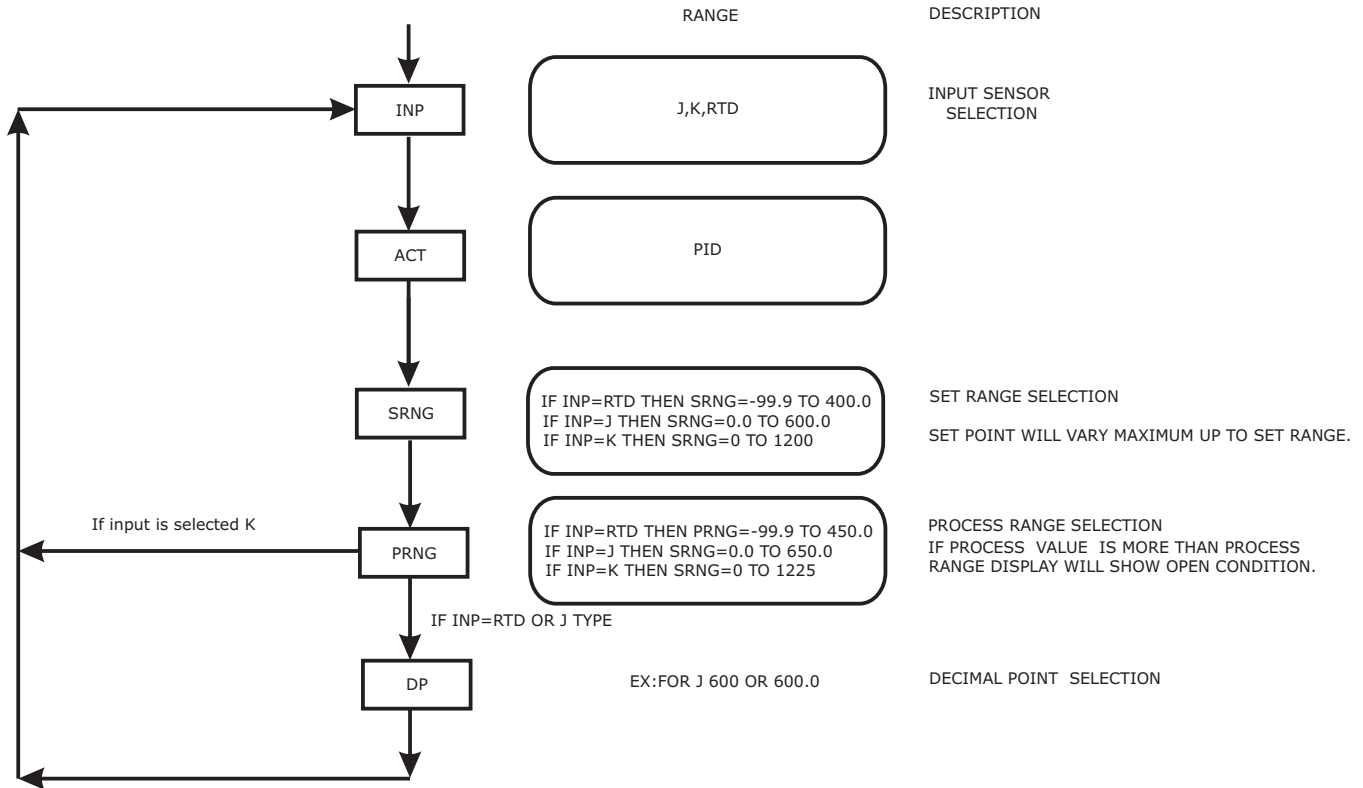 RANGE
DESCRIPTION
INP
J,K,RTD
INPUT SENSOR
SELECTION
ACT
PID
SRNG
IF INP=RTD THEN SRNG=-99.9 TO 400.0
IF INP=J THEN SRNG=0.0 TO 600.0
IF INP=K THEN SRNG=0 TO 1200
SET RANGE SELECTION
SET POINT WILL VARY MAXIMUM UP TO SET RANGE.
If input is selected K
PRNG
IF INP=RTD THEN PRNG=-99.9 TO 450.0
IF INP=J THEN SRNG=0.0 TO 650.0
IF INP=K THEN SRNG=0 TO 1225
PROCESS RANGE SELECTION
IF PROCESS VALUE IS MORE THAN PROCESS
RANGE DISPLAY WILL SHOW OPEN CONDITION.
IF INP=RTD OR J TYPE
DP
EX:FOR J 600 OR 600.0
DECIMAL POINT SELECTION